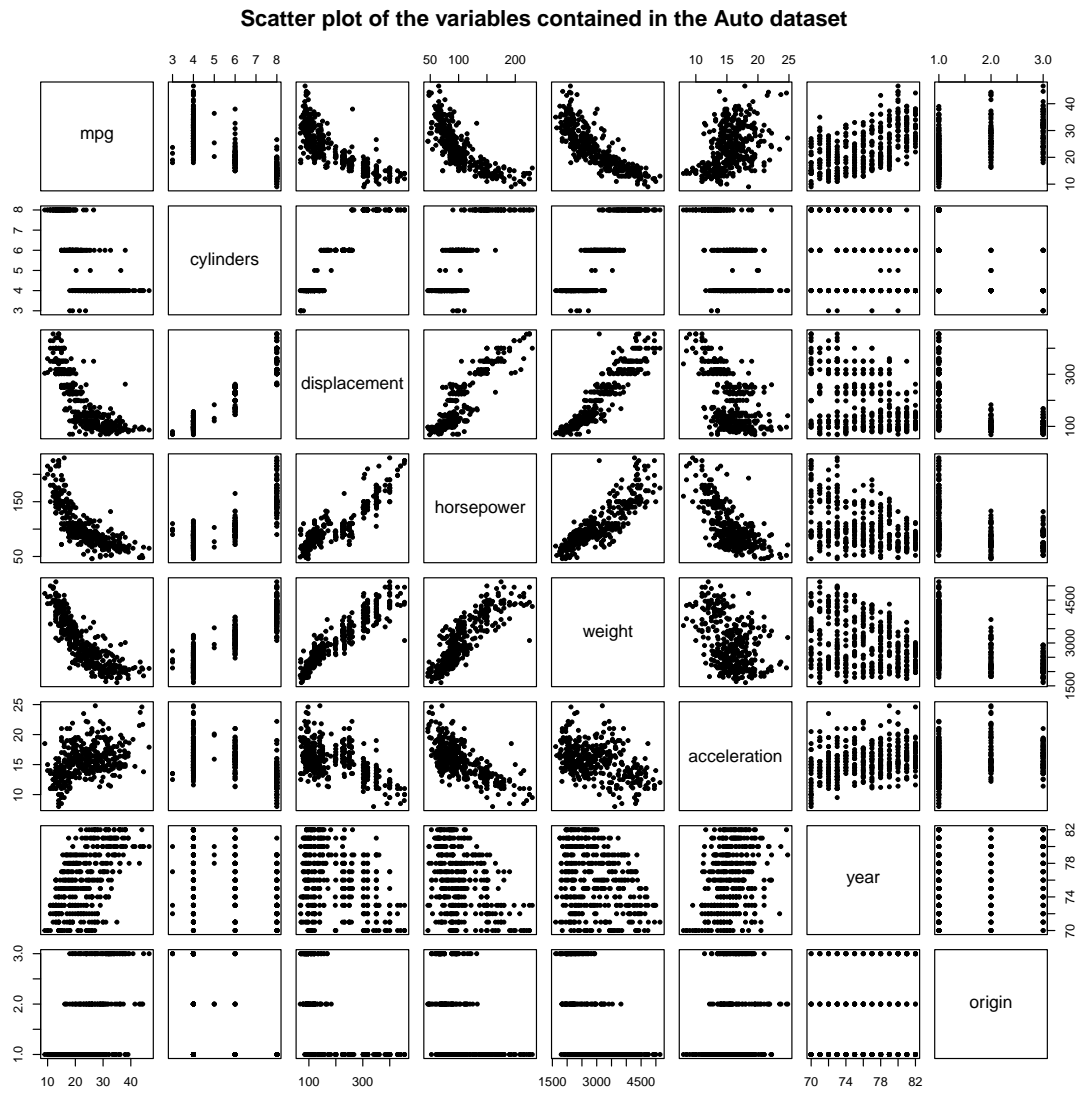 Scatter plot of the variables contained in the Auto dataset
3 4 5 6 7 8
50 100 200
10 15 20 25
1.0 2.0 3.0
mpg
10 20 30 40
3 4 5 6 7 8
cylinders
displacement
100 300
50 150
horsepower
weight
1500 3000 4500
10 15 20 25
acceleration
year
70 74 78 82
1.0 2.0 3.0
origin
10 20 30 40
100 300
1500 3000 4500
70 74 78 82